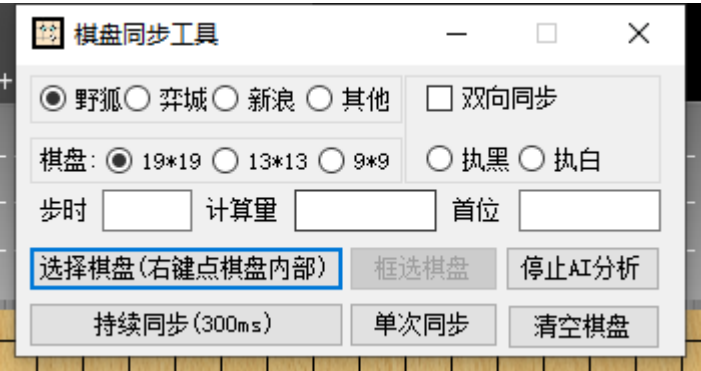 棋盘同步工具
野狐 弈城 新浪 其他 双向同步
棋盘: 19*19 13*13 9*9 执黑 执白
步时 计算量 首位
选择棋盘(右键点棋盘内部) 框选棋盘 停止AI分析
持续同步(300ms) 单次同步 清空棋盘